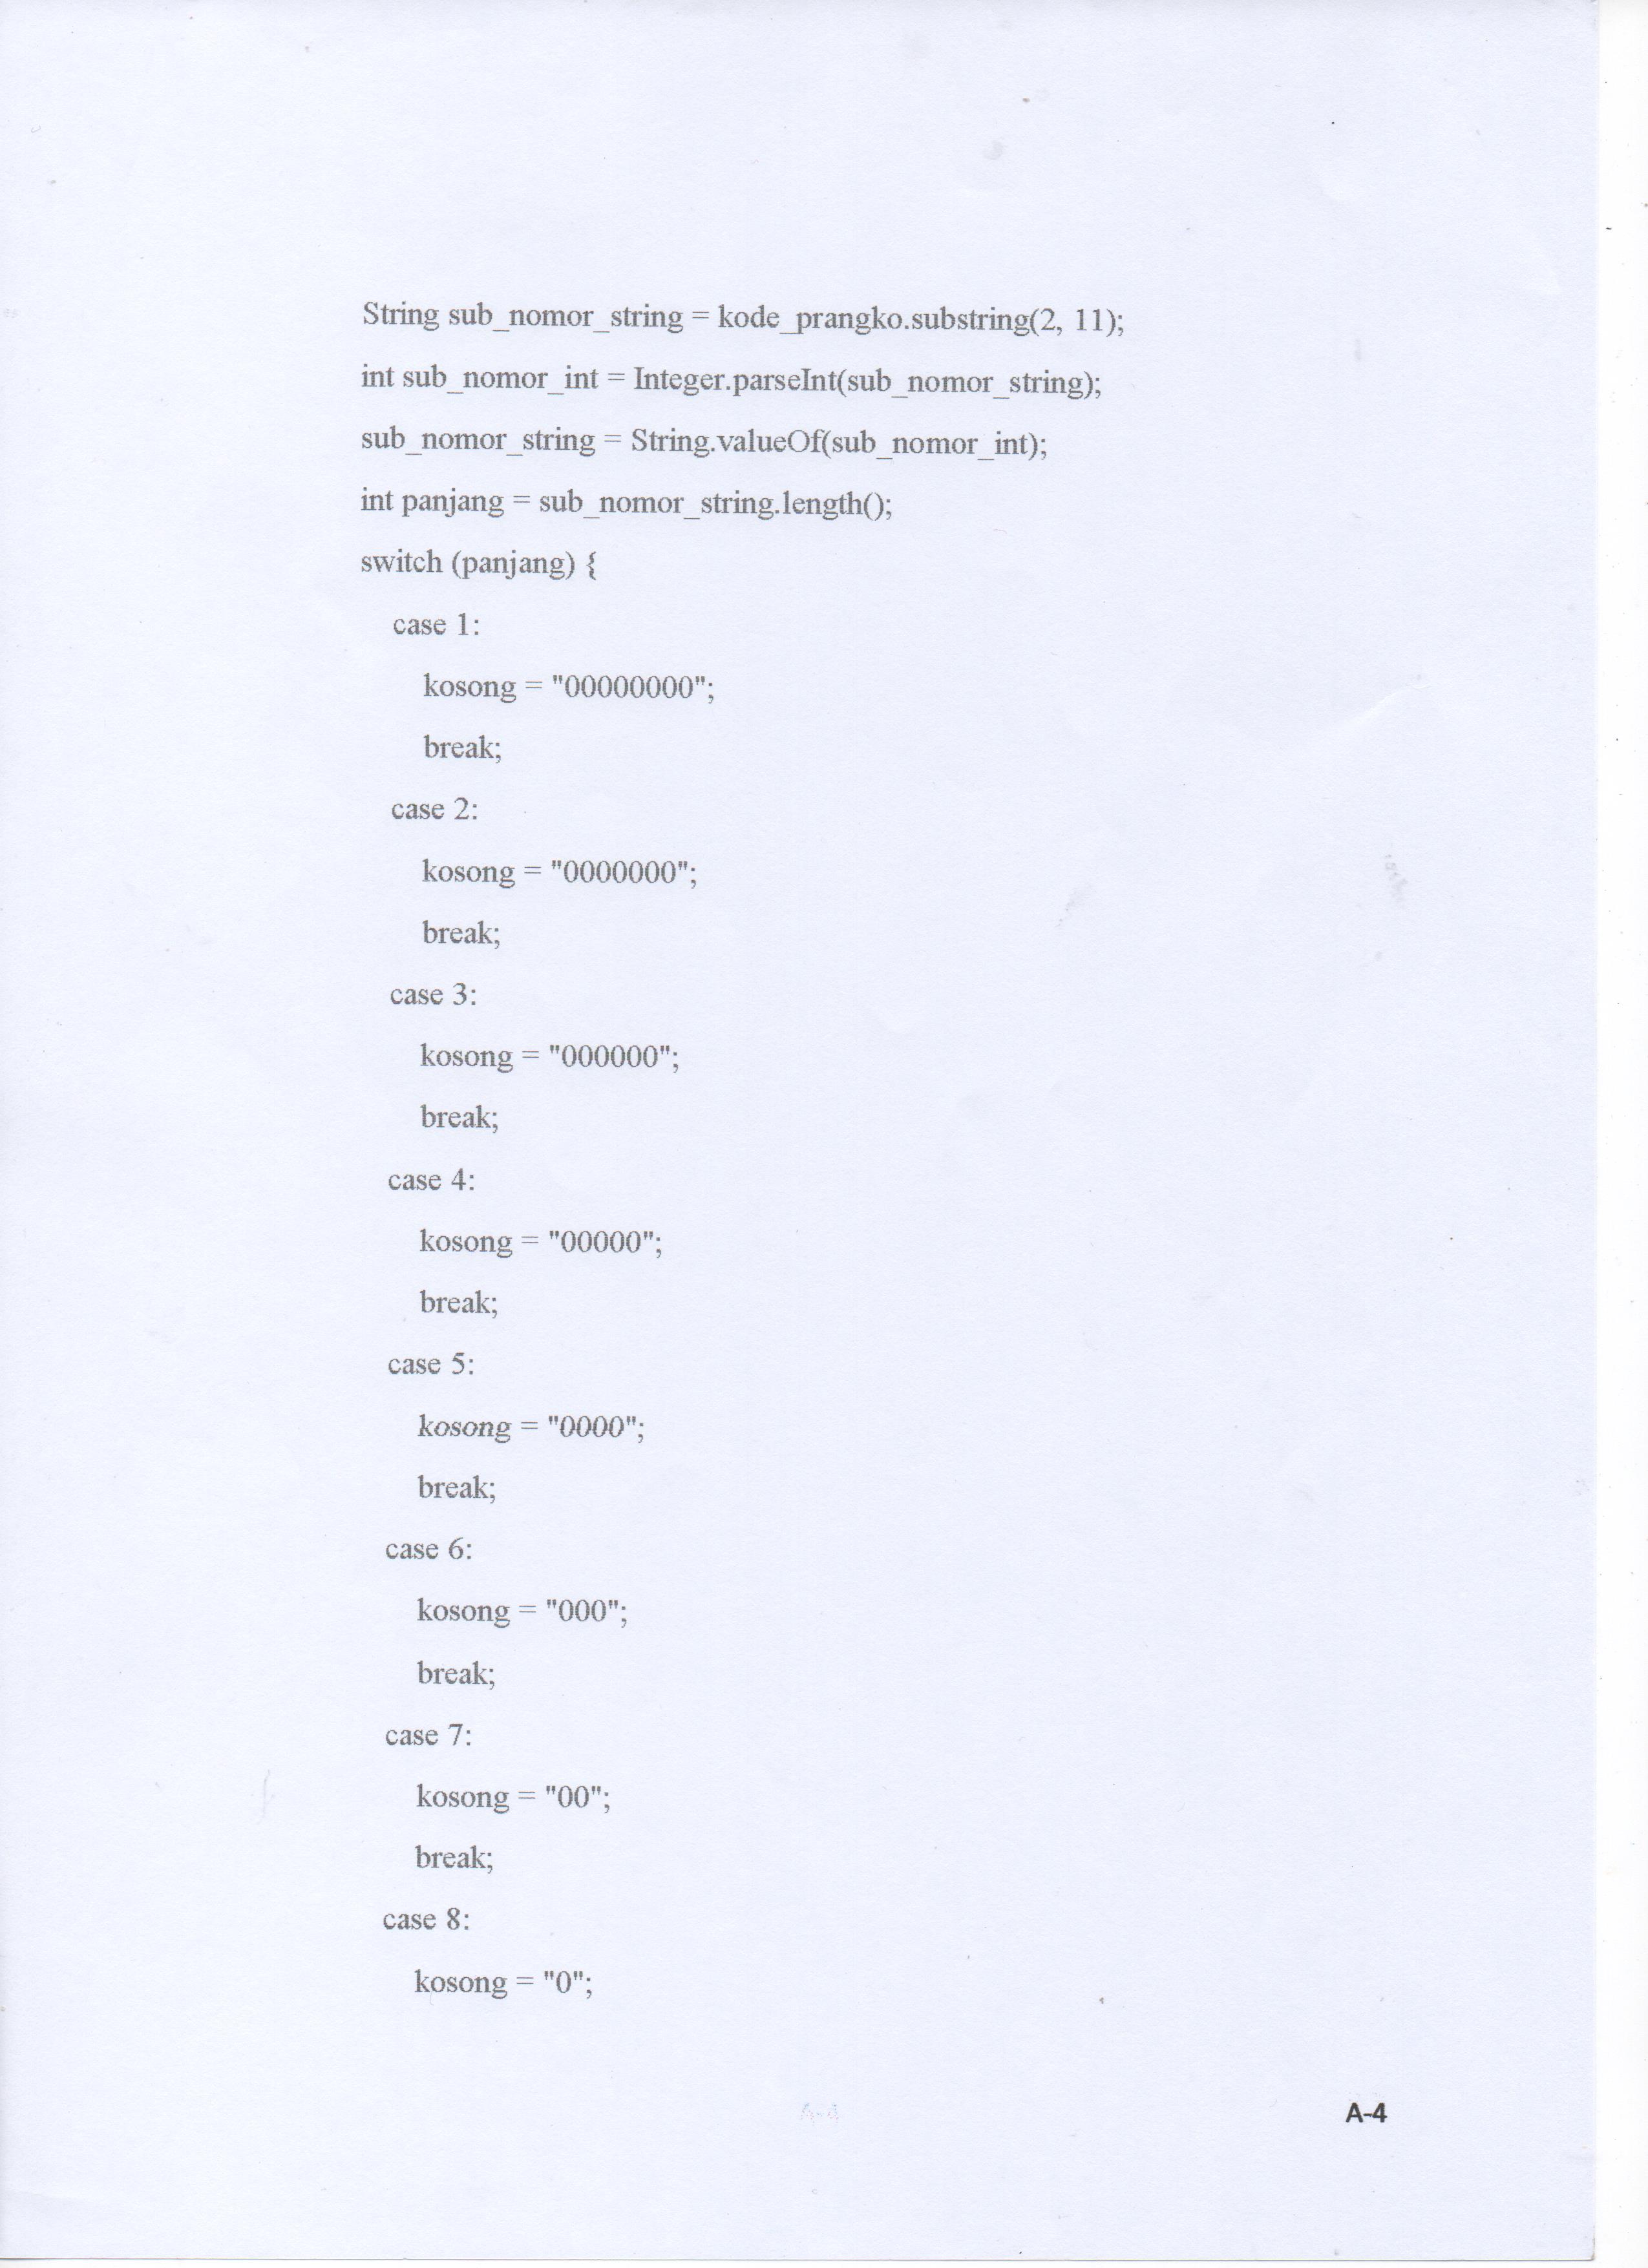 String sub_nomor_string = kode_prangko.substring(2, 11);
int sub_nomor_int = Integer.parseInt(sub_nomor_string);
sub_nomor_string = String.valueOf(sub_nomor_int);
int panjang = sub_nomor_string.length();
switch (panjang) {
case 1:
kosong = "00000000";
break;
case 2:
kosong = "0000000";
break;
case 3:
kosong = "000000";
break;
case 4:
kosong = "00000";
break;
case 5:
kosong = "0000";
break;
case 6:
kosong = "000";
break;
case 7:
kosong = "00";
break;
case 8:
kosong = "0";
A-4 A-4